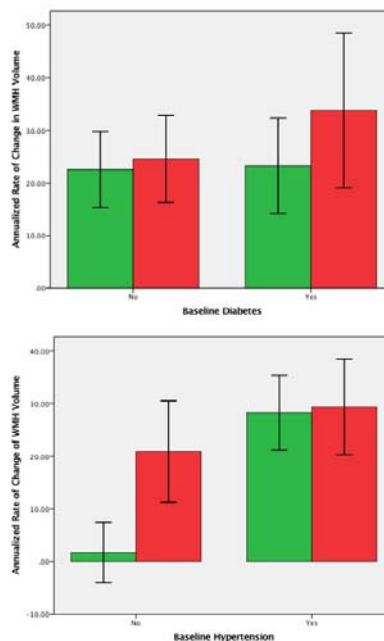 Annualized Rate of Change in WMH Volume
50.00
40.00
30.00
20.00
10.00
.00
No
Yes
Baseline Diabetes
Annualized Rate of Change of WMH Volume
40.00
30.00
20.00
10.00
.00
-10.00
No
Yes
Baseline Hypertension